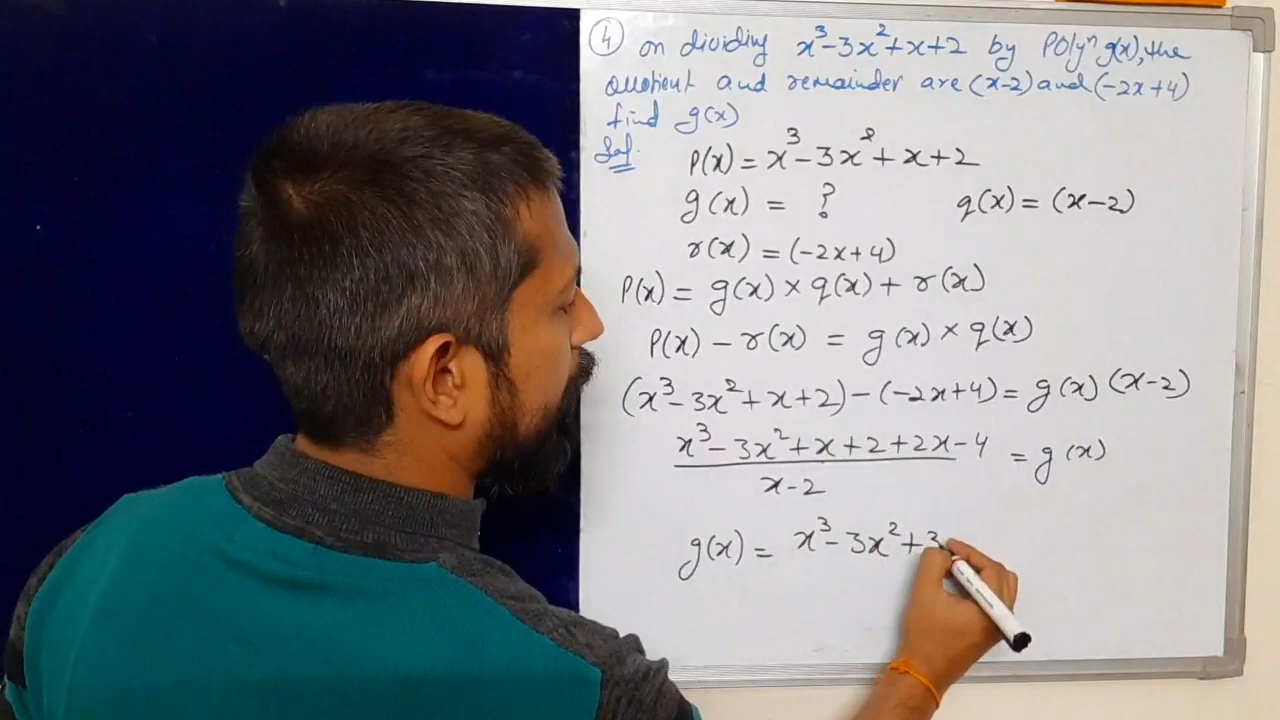 ④ on dividing x³-3x²+x+2 by Polyⁿ g(x), the
quotient and remainder are (x-2) and (-2x+4)
find g(x)
Sol.
P(x) = x³-3x²+x+2
g(x) = ? q(x) = (x-2)
r(x) = (-2x+4)
P(x) = g(x) × q(x) + r(x)
P(x) - r(x) = g(x) × q(x)
(x³-3x²+x+2)-(-2x+4) = g(x) (x-2)
x³-3x²+x+2+2x-4 = g(x)
x-2
g(x) = x³-3x²+3